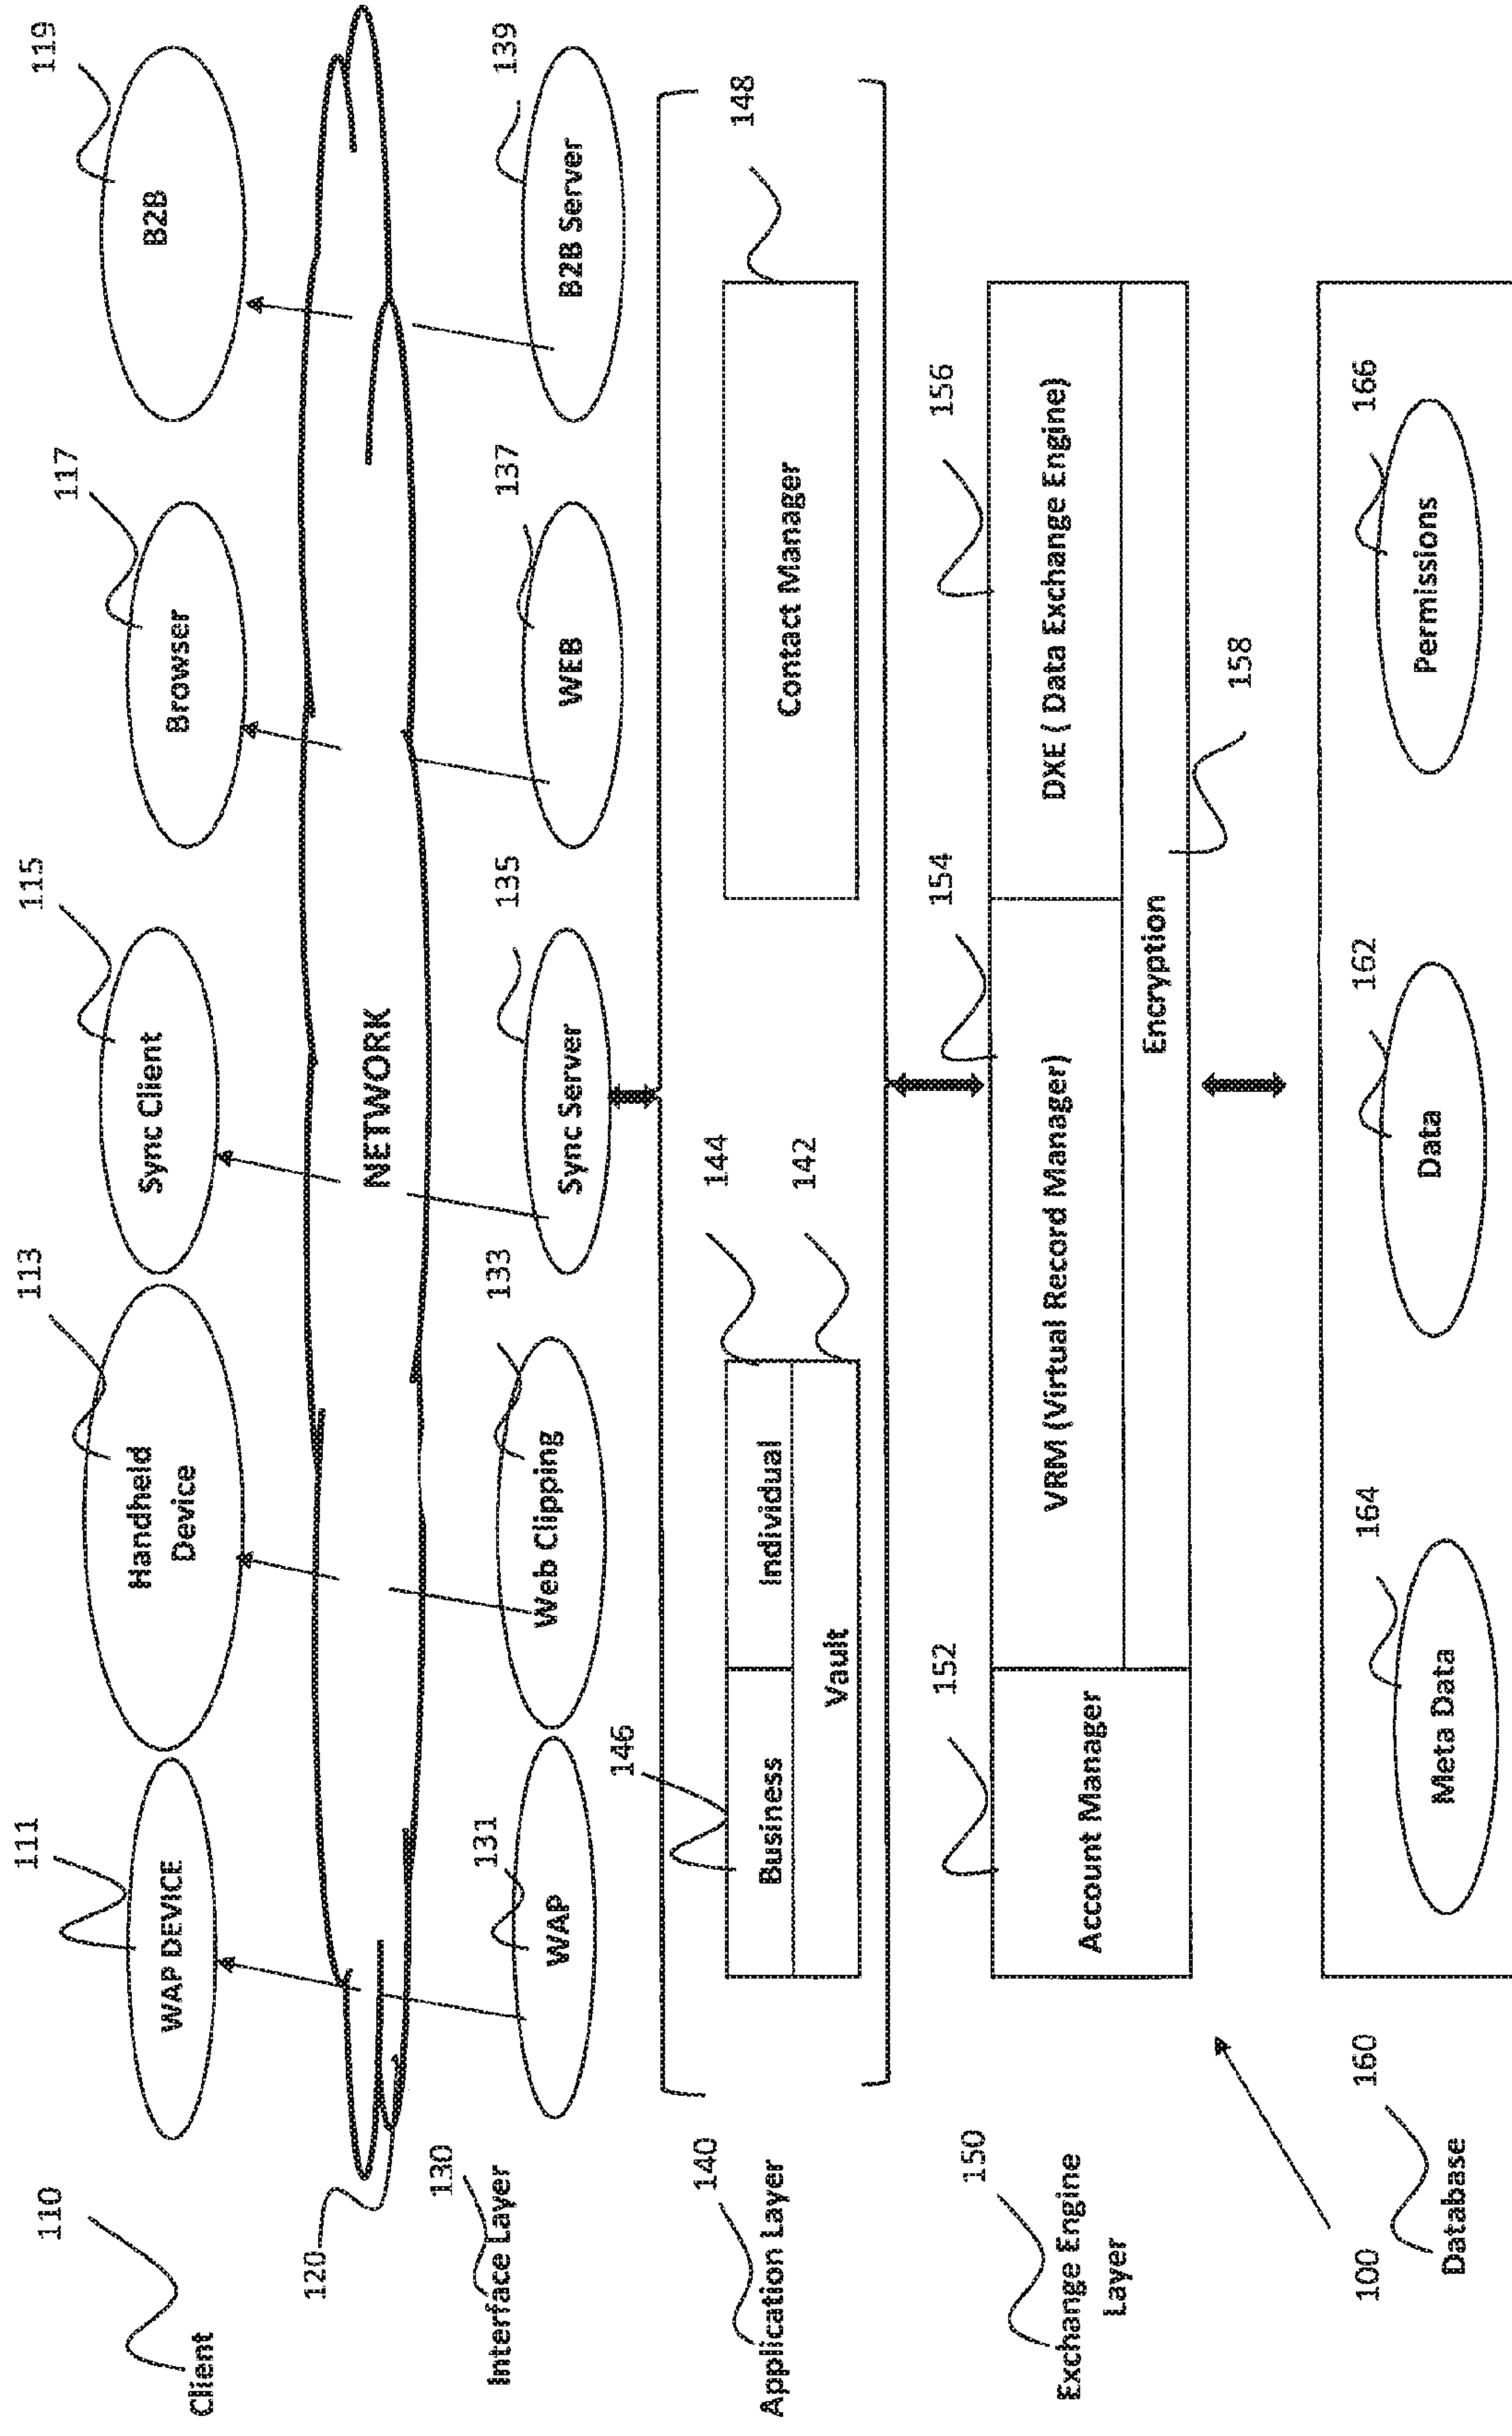 110
111
113
115
117
119
Client
WAP DEVICE
Handheld
Device
Sync Client
Browser
B2B
120
NETWORK
130
Interface Layer
131
133
135
137
139
WAP
Web Clipping
Sync Server
WEB
B2B Server
140
Application Layer
146
144
142
148
Business
Individual
Vault
Contact Manager
150
Exchange Engine
Layer
152
154
156
Account Manager
VRM (Virtual Record Manager)
DXE ( Data Exchange Engine)
Encryption
158
100
160
Database
164
162
166
Meta Data
Data
Permissions